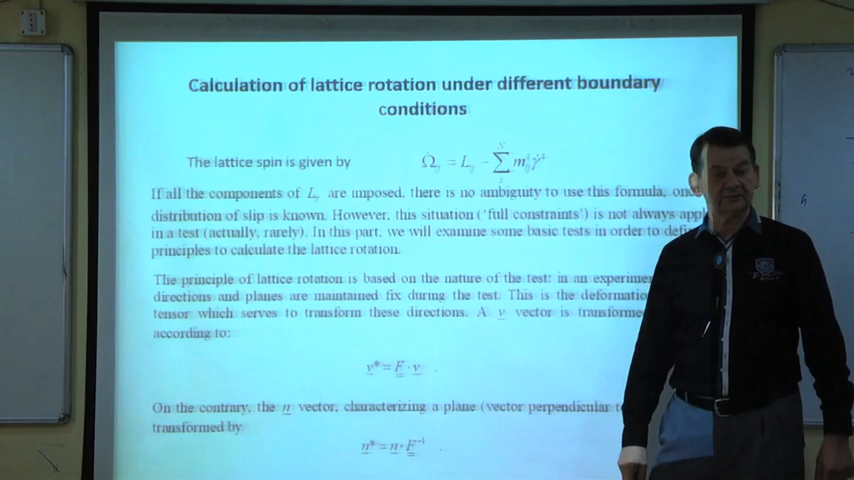 Calculation of lattice rotation under different boundary
conditions
The lattice spin is given by Ω̇ij = Lij − Σ mˢij γ̇ˢ
If all the components of Lij are imposed, there is no ambiguity to use this formula,
distribution of slip is known. However, this situation ('full constraints') is not always
in a test (actually, rarely). In this part, we will examine some basic tests in order to
principles to calculate the lattice rotation.
The principle of lattice rotation is based on the nature of the test: in an
directions and planes are maintained fix during the test. This is the
tensor which serves to transform these directions. A v vector is
according to:
v* = F · v .
On the contrary, the n vector, characterizing a plane (vector perpendicular
transformed by
n* = n · F⁻¹ .